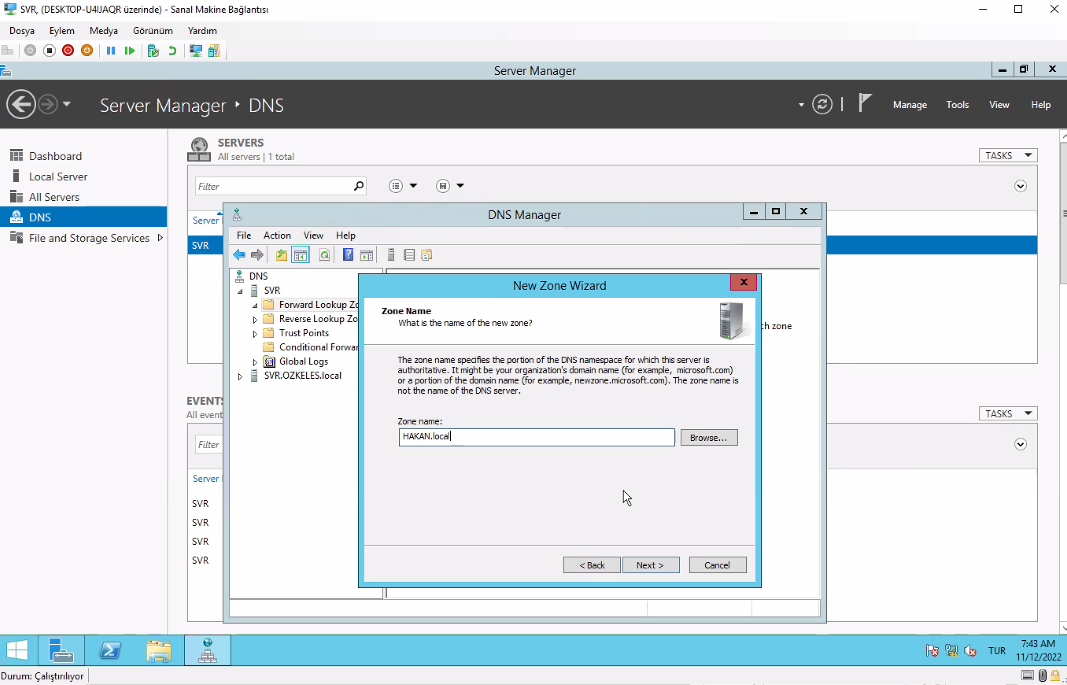 SVR, (DESKTOP-U4IJAQR üzerinde) - Sanal Makine Bağlantısı
Dosya Eylem Medya Görünüm Yardım
Server Manager
Server Manager ‣ DNS
Manage Tools View Help
Dashboard
Local Server
All Servers
DNS
File and Storage Services
SERVERS
All servers | 1 total
TASKS
Filter
Server
SVR
DNS Manager
File Action View Help
DNS
SVR
Forward Lookup Zo
Reverse Lookup Zo
Trust Points
Conditional Forwar
Global Logs
SVR.OZKELES.local
ch zone
New Zone Wizard
Zone Name
What is the name of the new zone?
The zone name specifies the portion of the DNS namespace for which this server is
authoritative. It might be your organization's domain name (for example, microsoft.com)
or a portion of the domain name (for example, newzone.microsoft.com). The zone name is
not the name of the DNS server.
Zone name:
HAKAN.local
Browse...
< Back Next > Cancel
EVENTS
All event
TASKS
Filter
Server
SVR
SVR
SVR
SVR
TUR
7:43 AM
11/12/2022
Durum: Çalıştırılıyor